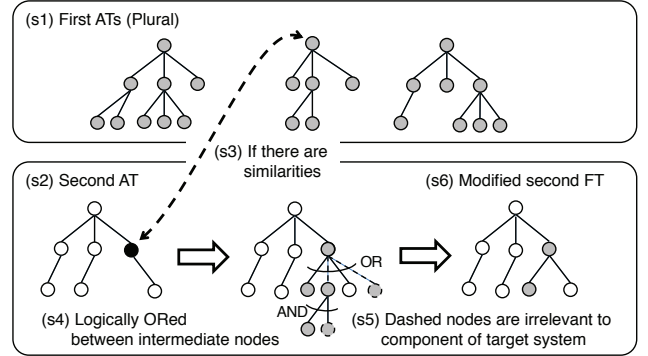 (s1) First ATs (Plural)
(s3) If there are
similarities
(s2) Second AT
(s6) Modified second FT
OR
AND
(s4) Logically ORed
between intermediate nodes
(s5) Dashed nodes are irrelevant to
component of target system